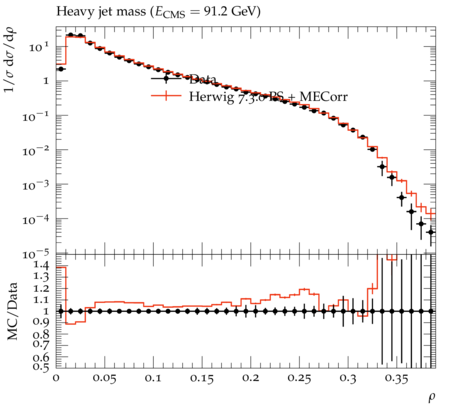 Heavy jet mass (E_CMS = 91.2 GeV)
1/σ dσ/dρ
10^1
1
10^−1
10^−2
10^−3
10^−4
10^−5
Data
Herwig 7.3.0 PS + MECorr
MC/Data
1.4
1.3
1.2
1.1
1
0.9
0.8
0.7
0.6
0.5
0 0.05 0.1 0.15 0.2 0.25 0.3 0.35
ρ